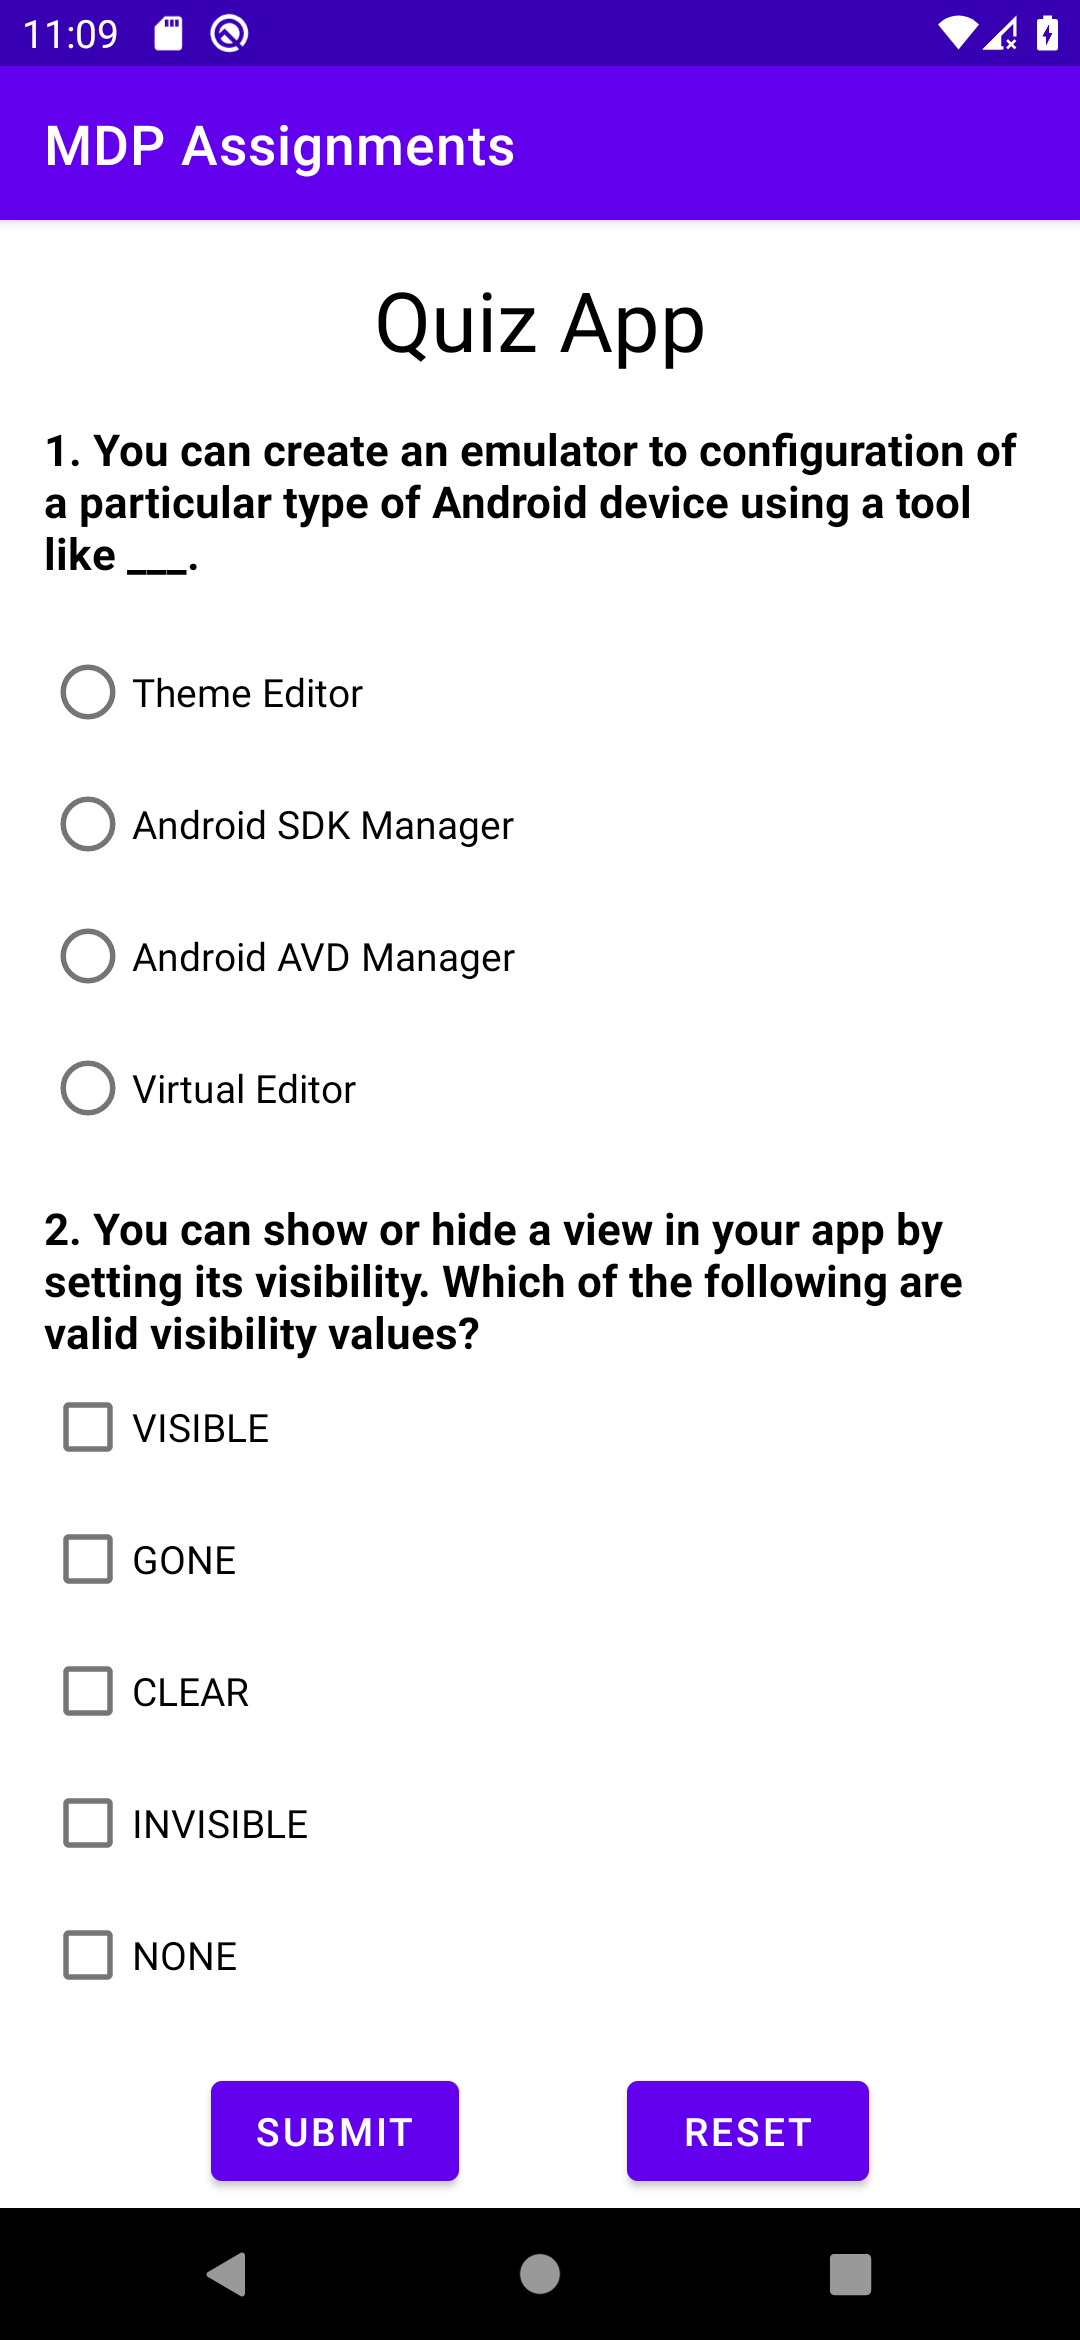 11:09
MDP Assignments
Quiz App
1. You can create an emulator to configuration of
a particular type of Android device using a tool
like ___.
Theme Editor
Android SDK Manager
Android AVD Manager
Virtual Editor
2. You can show or hide a view in your app by
setting its visibility. Which of the following are
valid visibility values?
VISIBLE
GONE
CLEAR
INVISIBLE
NONE
SUBMIT RESET